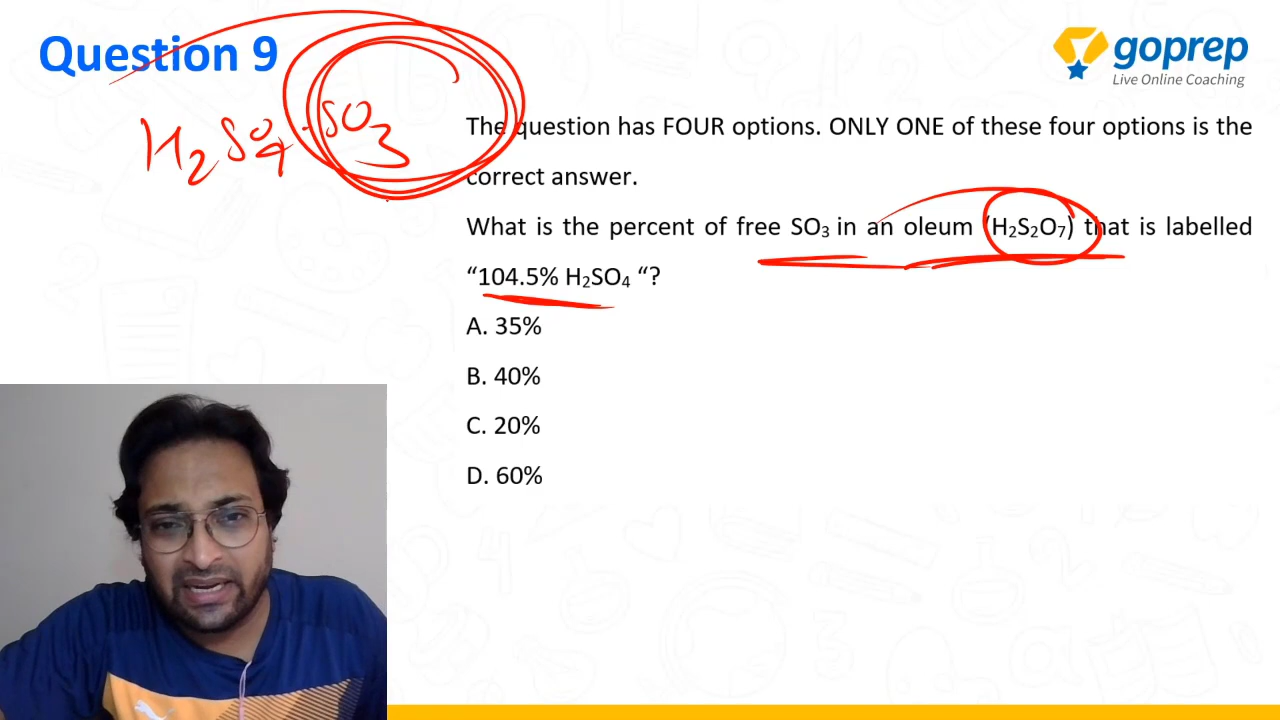 Question 9
goprep
Live Online Coaching
H₂SO₄·SO₃
The question has FOUR options. ONLY ONE of these four options is the
correct answer.
What is the percent of free SO₃ in an oleum (H₂S₂O₇) that is labelled
“104.5% H₂SO₄ “?
A. 35%
B. 40%
C. 20%
D. 60%